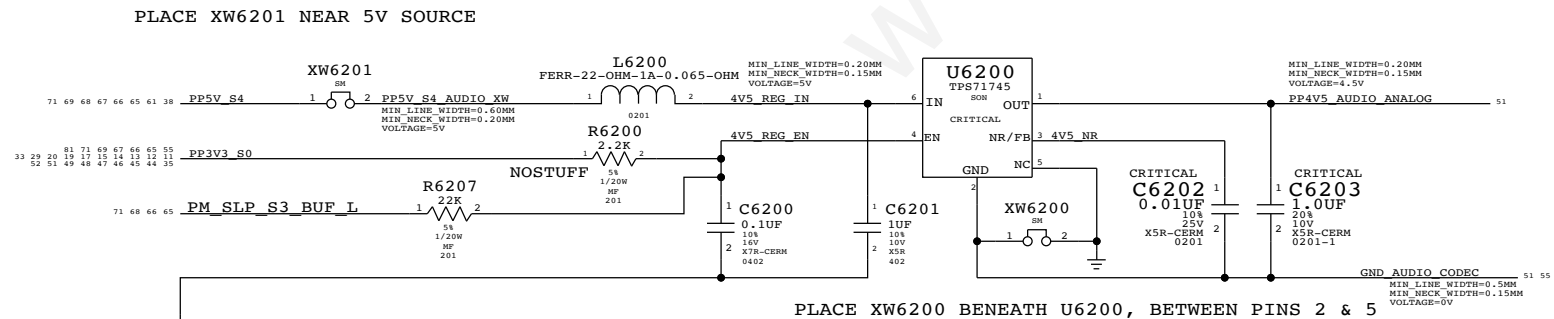 PLACE XW6201 NEAR 5V SOURCE
XW6201
SM
71 69 68 67 66 65 61 38
PP5V_S4
1
2
PP5V_S4_AUDIO_XW
MIN_LINE_WIDTH=0.60MM
MIN_NECK_WIDTH=0.20MM
VOLTAGE=5V
L6200
FERR-22-OHM-1A-0.065-OHM
1
2
0201
MIN_LINE_WIDTH=0.20MM
MIN_NECK_WIDTH=0.15MM
VOLTAGE=5V
4V5_REG_IN
U6200
TPS71745
SON
CRITICAL
6
IN
4
EN
OUT
1
NR/FB
3
NC
5
GND
2
MIN_LINE_WIDTH=0.20MM
MIN_NECK_WIDTH=0.15MM
VOLTAGE=4.5V
PP4V5_AUDIO_ANALOG
51
4V5_REG_EN
4V5_NR
81 71 69 67 66 65 55
33 29 20 19 17 15 14 13 12 11
52 51 49 48 47 46 45 44 35
PP3V3_S0
R6200
2.2K
1
2
NOSTUFF
5%
1/20W
MF
201
71 68 66 65
PM_SLP_S3_BUF_L
R6207
22K
1
2
5%
1/20W
MF
201
1
C6200
0.1UF
10%
16V
X7R-CERM
0402
2
1
C6201
1UF
10%
10V
X5R
402
2
XW6200
SM
1
2
CRITICAL
C6202
1
0.01UF
10%
25V
2
X5R-CERM
0201
CRITICAL
1
C6203
1.0UF
20%
10V
2
X5R-CERM
0201-1
GND_AUDIO_CODEC
51 55
MIN_LINE_WIDTH=0.5MM
MIN_NECK_WIDTH=0.15MM
VOLTAGE=0V
PLACE XW6200 BENEATH U6200, BETWEEN PINS 2 & 5